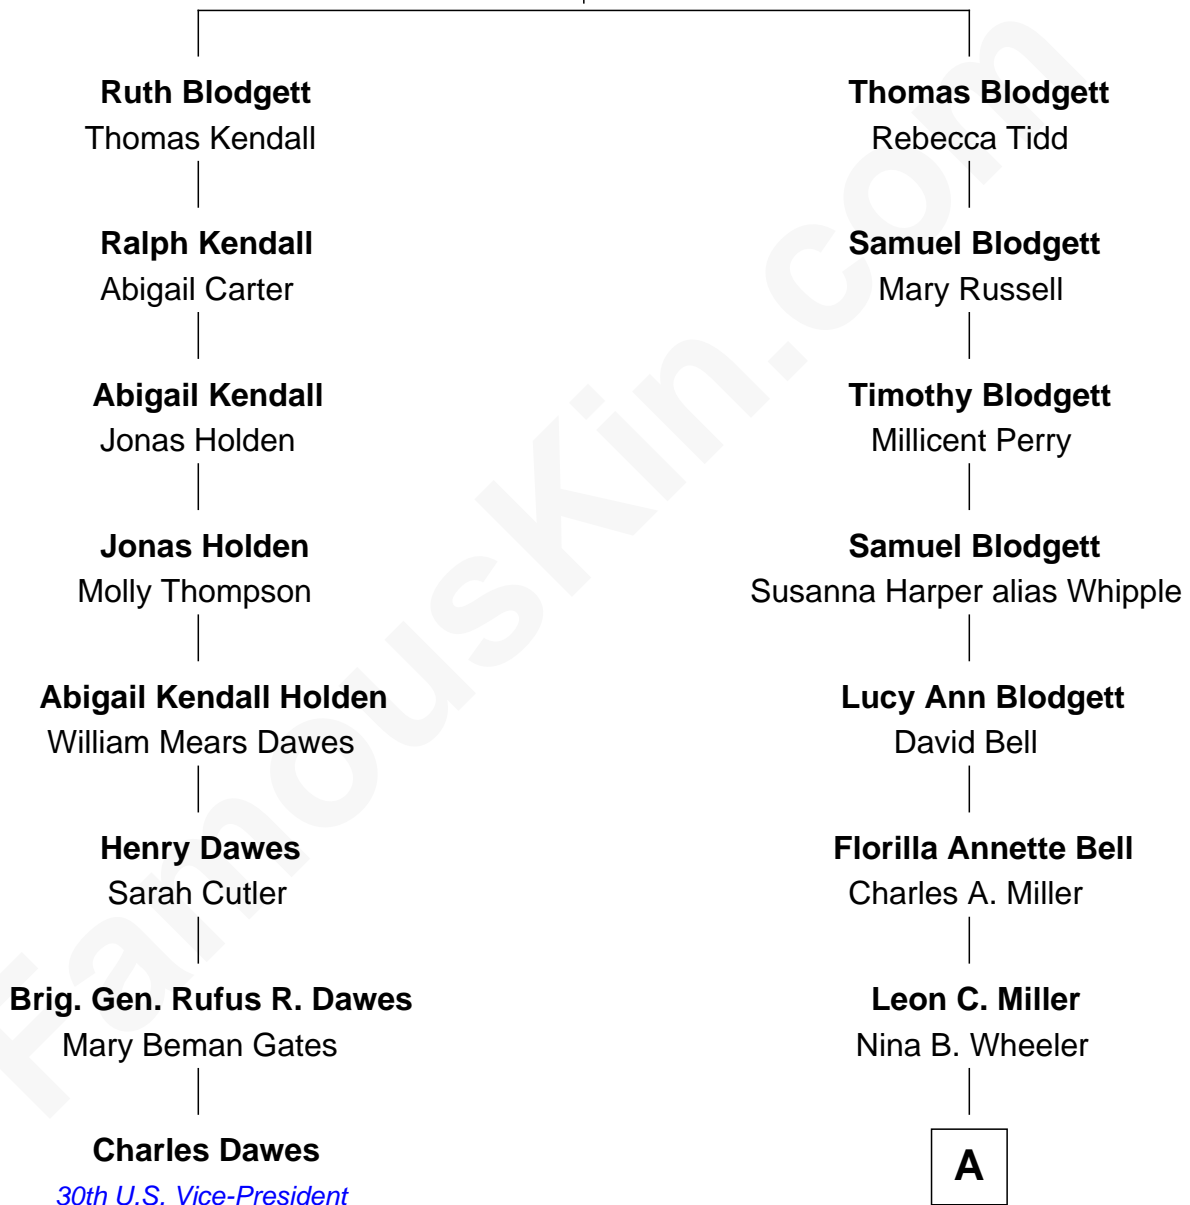 Ruth Blodgett
Thomas Kendall
Ralph Kendall
Abigail Carter
Abigail Kendall
Jonas Holden
Jonas Holden
Molly Thompson
Abigail Kendall Holden
William Mears Dawes
Henry Dawes
Sarah Cutler
Brig. Gen. Rufus R. Dawes
Mary Beman Gates
Charles Dawes
30th U.S. Vice-President
Thomas Blodgett
Rebecca Tidd
Samuel Blodgett
Mary Russell
Timothy Blodgett
Millicent Perry
Samuel Blodgett
Susanna Harper alias Whipple
Lucy Ann Blodgett
David Bell
Florilla Annette Bell
Charles A. Miller
Leon C. Miller
Nina B. Wheeler
A
FamousKin.com